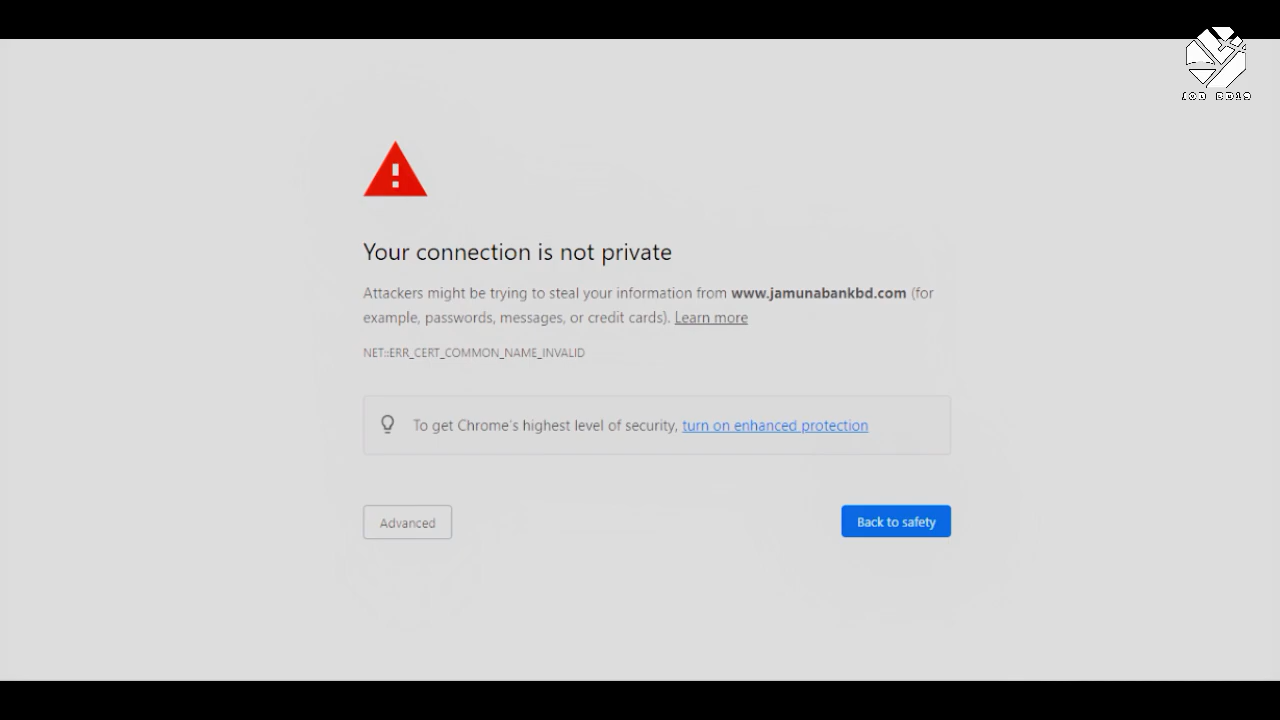 Your connection is not private
Attackers might be trying to steal your information from www.jamunabankbd.com (for
example, passwords, messages, or credit cards). Learn more
NET::ERR_CERT_COMMON_NAME_INVALID
To get Chrome's highest level of security, turn on enhanced protection
Advanced
Back to safety